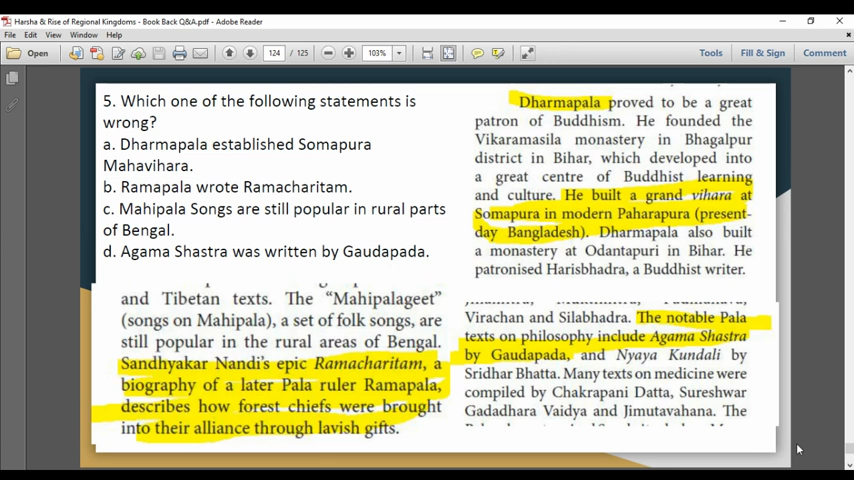 Harsha & Rise of Regional Kingdoms - Book Back Q&A.pdf - Adobe Reader
File Edit View Window Help
Open
124 / 125
103%
Tools
Fill & Sign
Comment
5. Which one of the following statements is
wrong?
a. Dharmapala established Somapura
Mahavihara.
b. Ramapala wrote Ramacharitam.
c. Mahipala Songs are still popular in rural parts
of Bengal.
d. Agama Shastra was written by Gaudapada.
Dharmapala proved to be a great
patron of Buddhism. He founded the
Vikaramasila monastery in Bhagalpur
district in Bihar, which developed into
a great centre of Buddhist learning
and culture. He built a grand vihara at
Somapura in modern Paharapura (present-
day Bangladesh). Dharmapala also built
a monastery at Odantapuri in Bihar. He
patronised Harisbhadra, a Buddhist writer.
and Tibetan texts. The “Mahipalageet”
(songs on Mahipala), a set of folk songs, are
still popular in the rural areas of Bengal.
Sandhyakar Nandi’s epic Ramacharitam, a
biography of a later Pala ruler Ramapala,
describes how forest chiefs were brought
into their alliance through lavish gifts.
Virachan and Silabhadra. The notable Pala
texts on philosophy include Agama Shastra
by Gaudapada, and Nyaya Kundali by
Sridhar Bhatta. Many texts on medicine were
compiled by Chakrapani Datta, Sureshwar
Gadadhara Vaidya and Jimutavahana. The